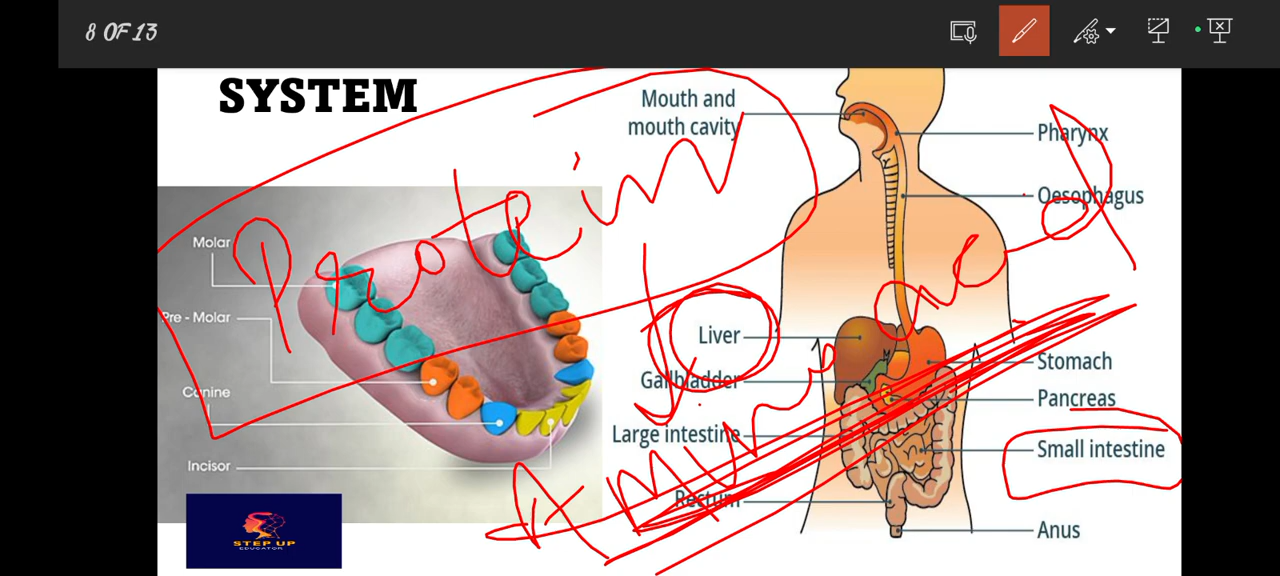 8 OF 13
SYSTEM
Mouth and
mouth cavity
Pharynx
Oesophagus
Protein
Molar
Pre - Molar
Canine
Incisor
Liver
Gallbladder
Large intestine
Rectum
Stomach
Pancreas
Small intestine
Anus
Amino acid
STEP UP
EDUCATOR